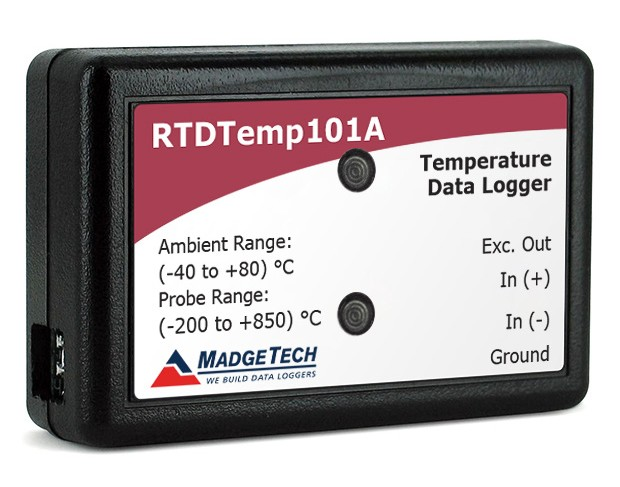 RTDTemp101A
Temperature
Data Logger
Ambient Range:
(-40 to +80) °C
Probe Range:
(-200 to +850) °C
Exc. Out
In (+)
In (-)
Ground
MADGETECH
WE BUILD DATA LOGGERS